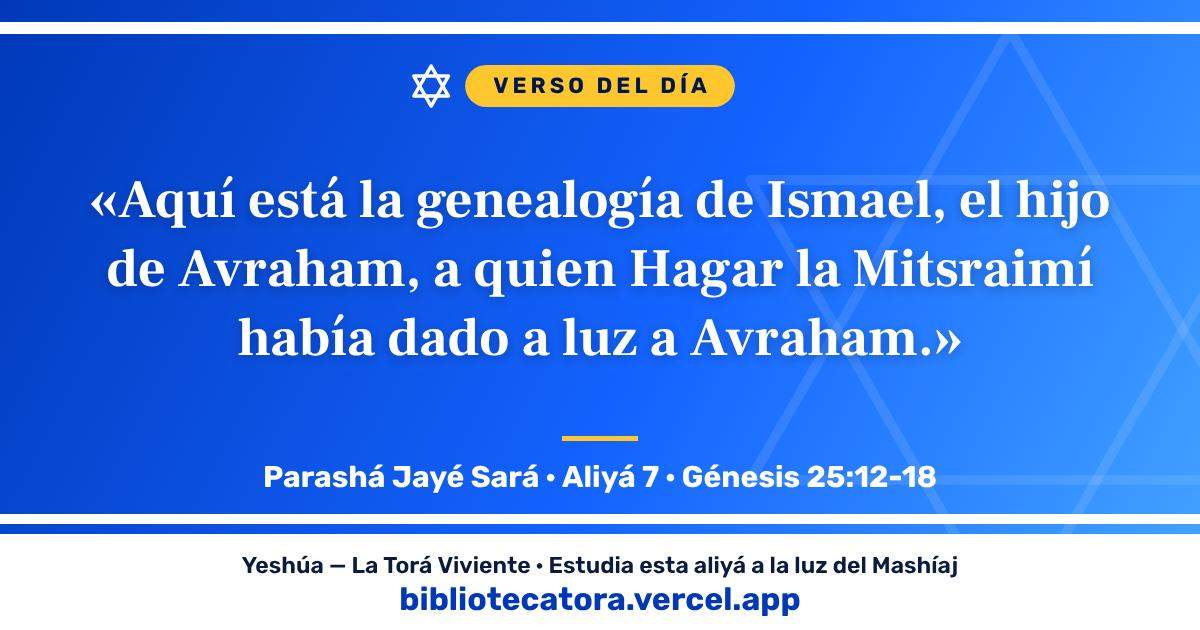 VERSO DEL DÍA
«Aquí está la genealogía de Ismael, el hijo
de Avraham, a quien Hagar la Mitsraimí
había dado a luz a Avraham.»
Parashá Jayé Sará • Aliyá 7 • Génesis 25:12-18
Yeshúa — La Torá Viviente • Estudia esta aliyá a la luz del Mashíaj
bibliotecatora.vercel.app